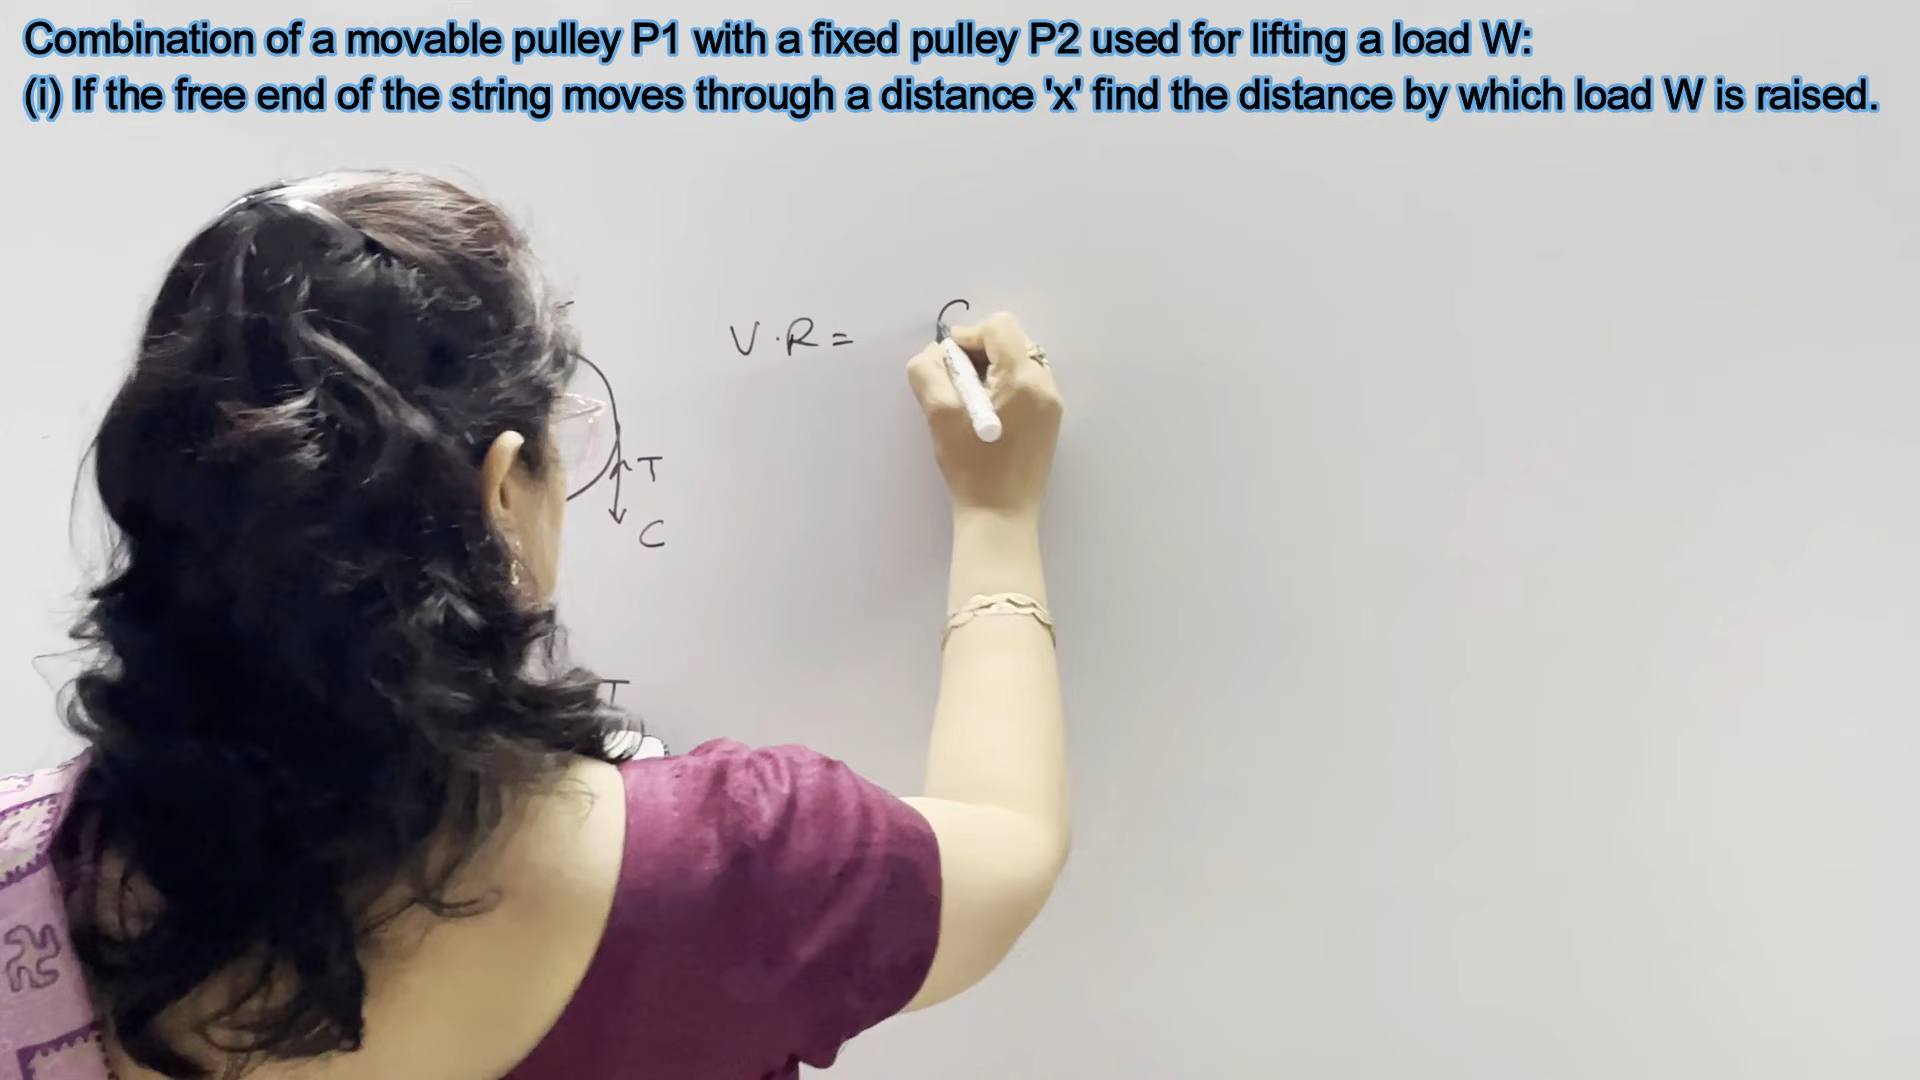 Combination of a movable pulley P1 with a fixed pulley P2 used for lifting a load W:
(i) If the free end of the string moves through a distance 'x' find the distance by which load W is raised.
V.R =
T
C
T